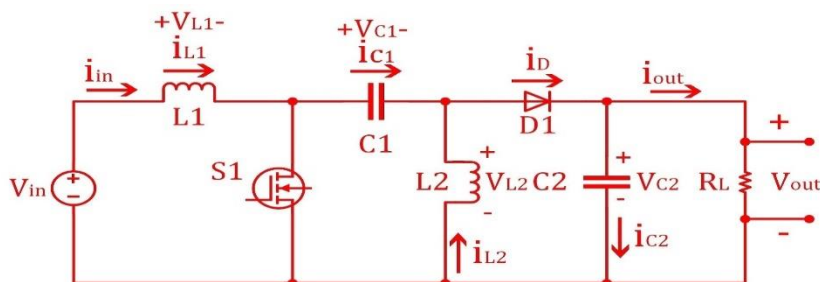 +VL1- +VC1-
iin iL1 ic1 iD iout
L1 C1 D1 +
S1 + +
Vin + - L2 VL2 C2 VC2 RL Vout
- - -
iL2 iC2